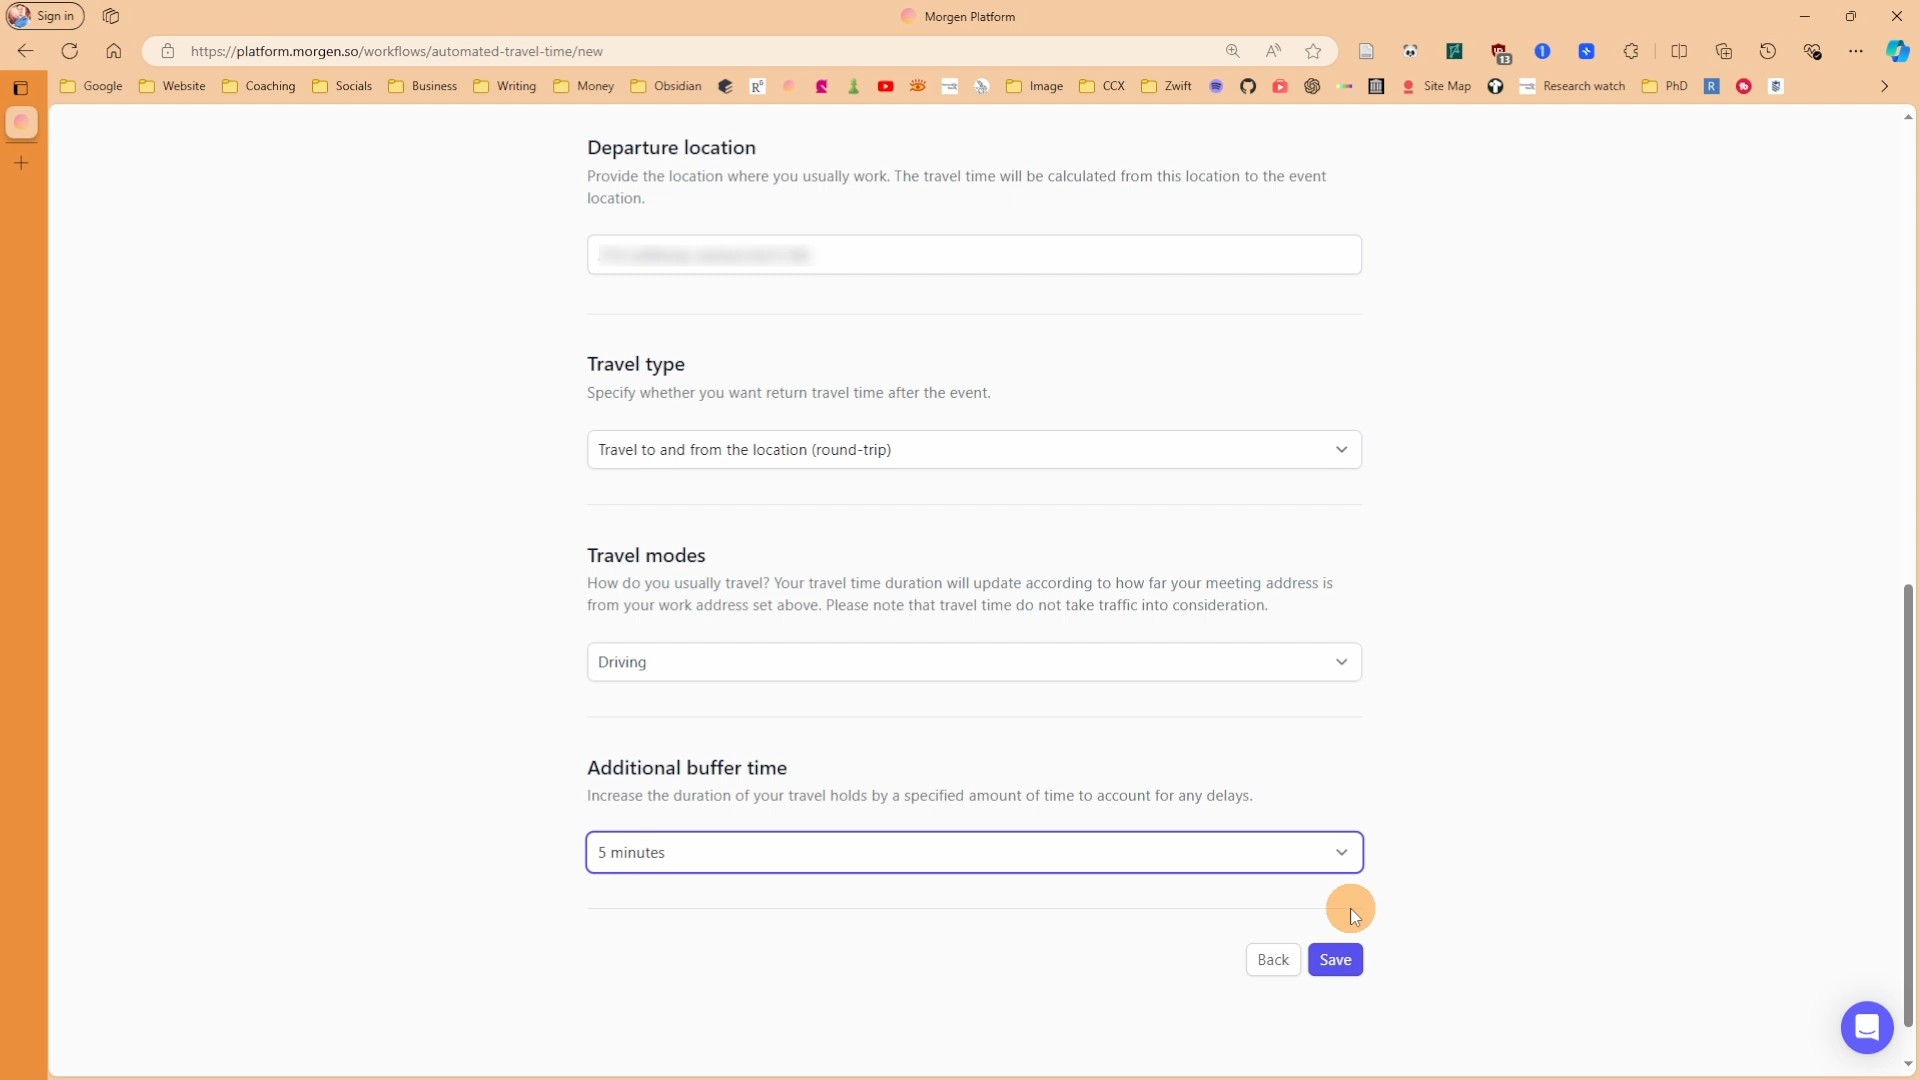 Sign in
Morgen Platform
https://platform.morgen.so/workflows/automated-travel-time/new
13
Google Website Coaching Socials Business Writing Money Obsidian Image CCX Zwift Site Map Research watch PhD
Departure location
Provide the location where you usually work. The travel time will be calculated from this location to the event
location.
Travel type
Specify whether you want return travel time after the event.
Travel to and from the location (round-trip)
Travel modes
How do you usually travel? Your travel time duration will update according to how far your meeting address is
from your work address set above. Please note that travel time do not take traffic into consideration.
Driving
Additional buffer time
Increase the duration of your travel holds by a specified amount of time to account for any delays.
5 minutes
Back Save